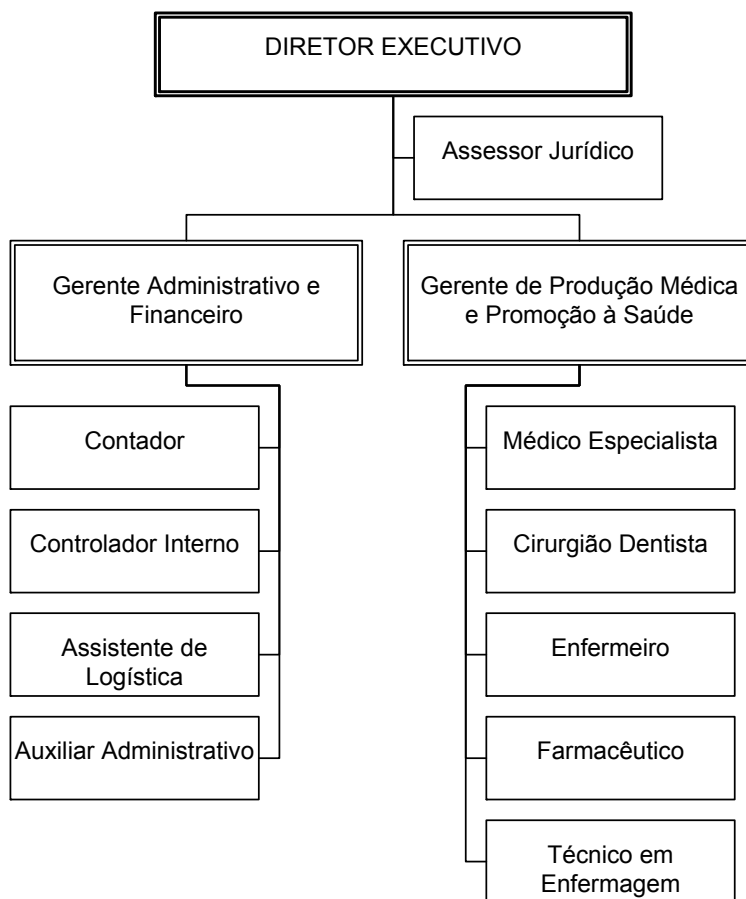 DIRETOR EXECUTIVO
Assessor Jurídico
Gerente Administrativo e
Financeiro
Gerente de Produção Médica
e Promoção à Saúde
Contador
Controlador Interno
Assistente de
Logística
Auxiliar Administrativo
Médico Especialista
Cirurgião Dentista
Enfermeiro
Farmacêutico
Técnico em
Enfermagem